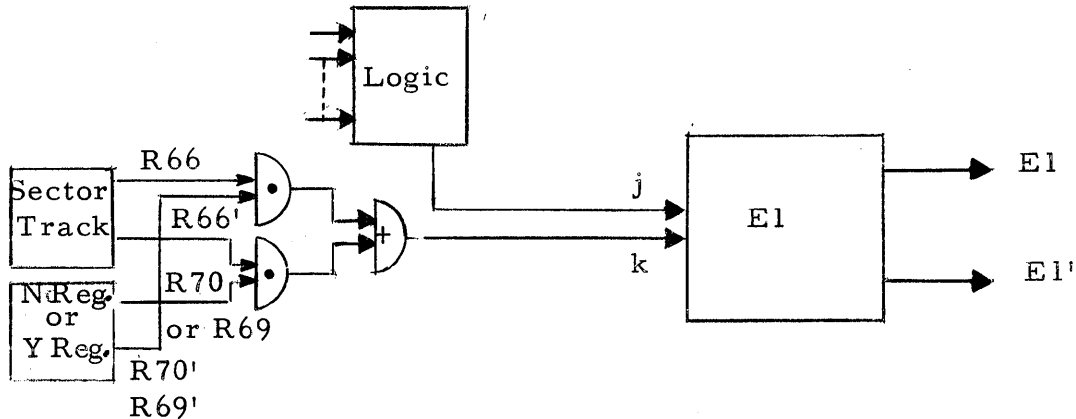 Logic
R66
Sector
Track
R66'
•
j
E1
E1
+
k
N Reg.
or
Y Reg.
R70
or R69
•
E1'
R70'
R69'